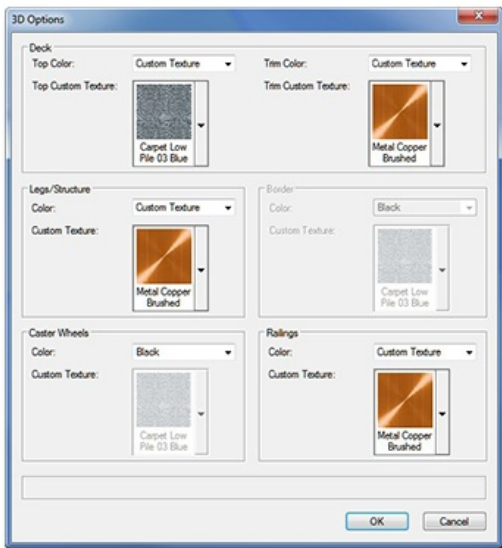 3D Options
Deck
Top Color: Custom Texture
Trim Color: Custom Texture
Top Custom Texture:
Carpet Low
Pile 03 Blue
Trim Custom Texture:
Metal Copper
Brushed
Legs/Structure
Color: Custom Texture
Custom Texture:
Metal Copper
Brushed
Border
Color: Black
Custom Texture:
Carpet Low
Pile 03 Blue
Caster Wheels
Color: Black
Custom Texture:
Carpet Low
Pile 03 Blue
Railings
Color: Custom Texture
Custom Texture:
Metal Copper
Brushed
OK
Cancel